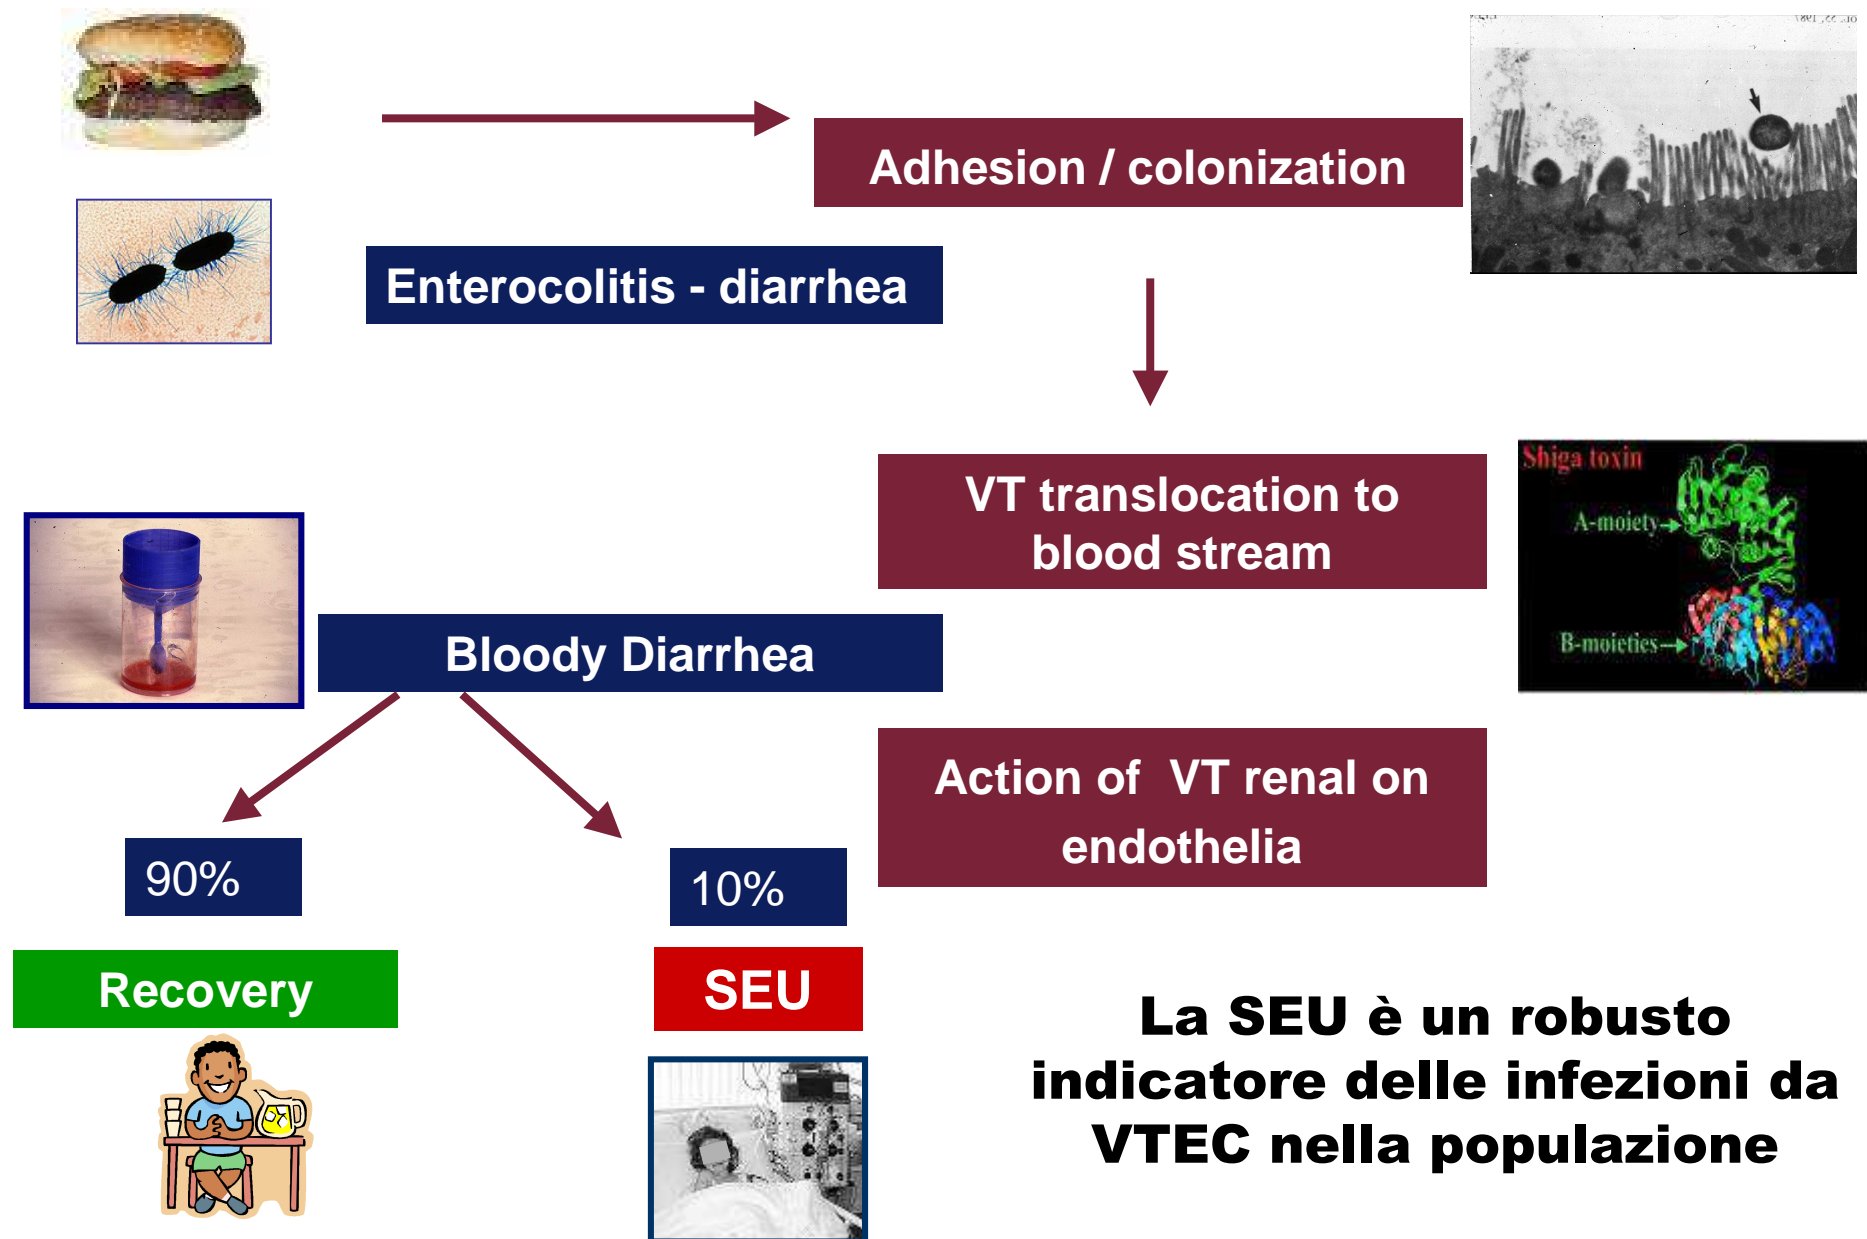 Adhesion / colonization
Enterocolitis - diarrhea
VT translocation to
blood stream
Shiga toxin
A-moiety
B-moieties
Bloody Diarrhea
Action of VT renal on
endothelia
90%
10%
Recovery
SEU
La SEU è un robusto
indicatore delle infezioni da
VTEC nella populazione